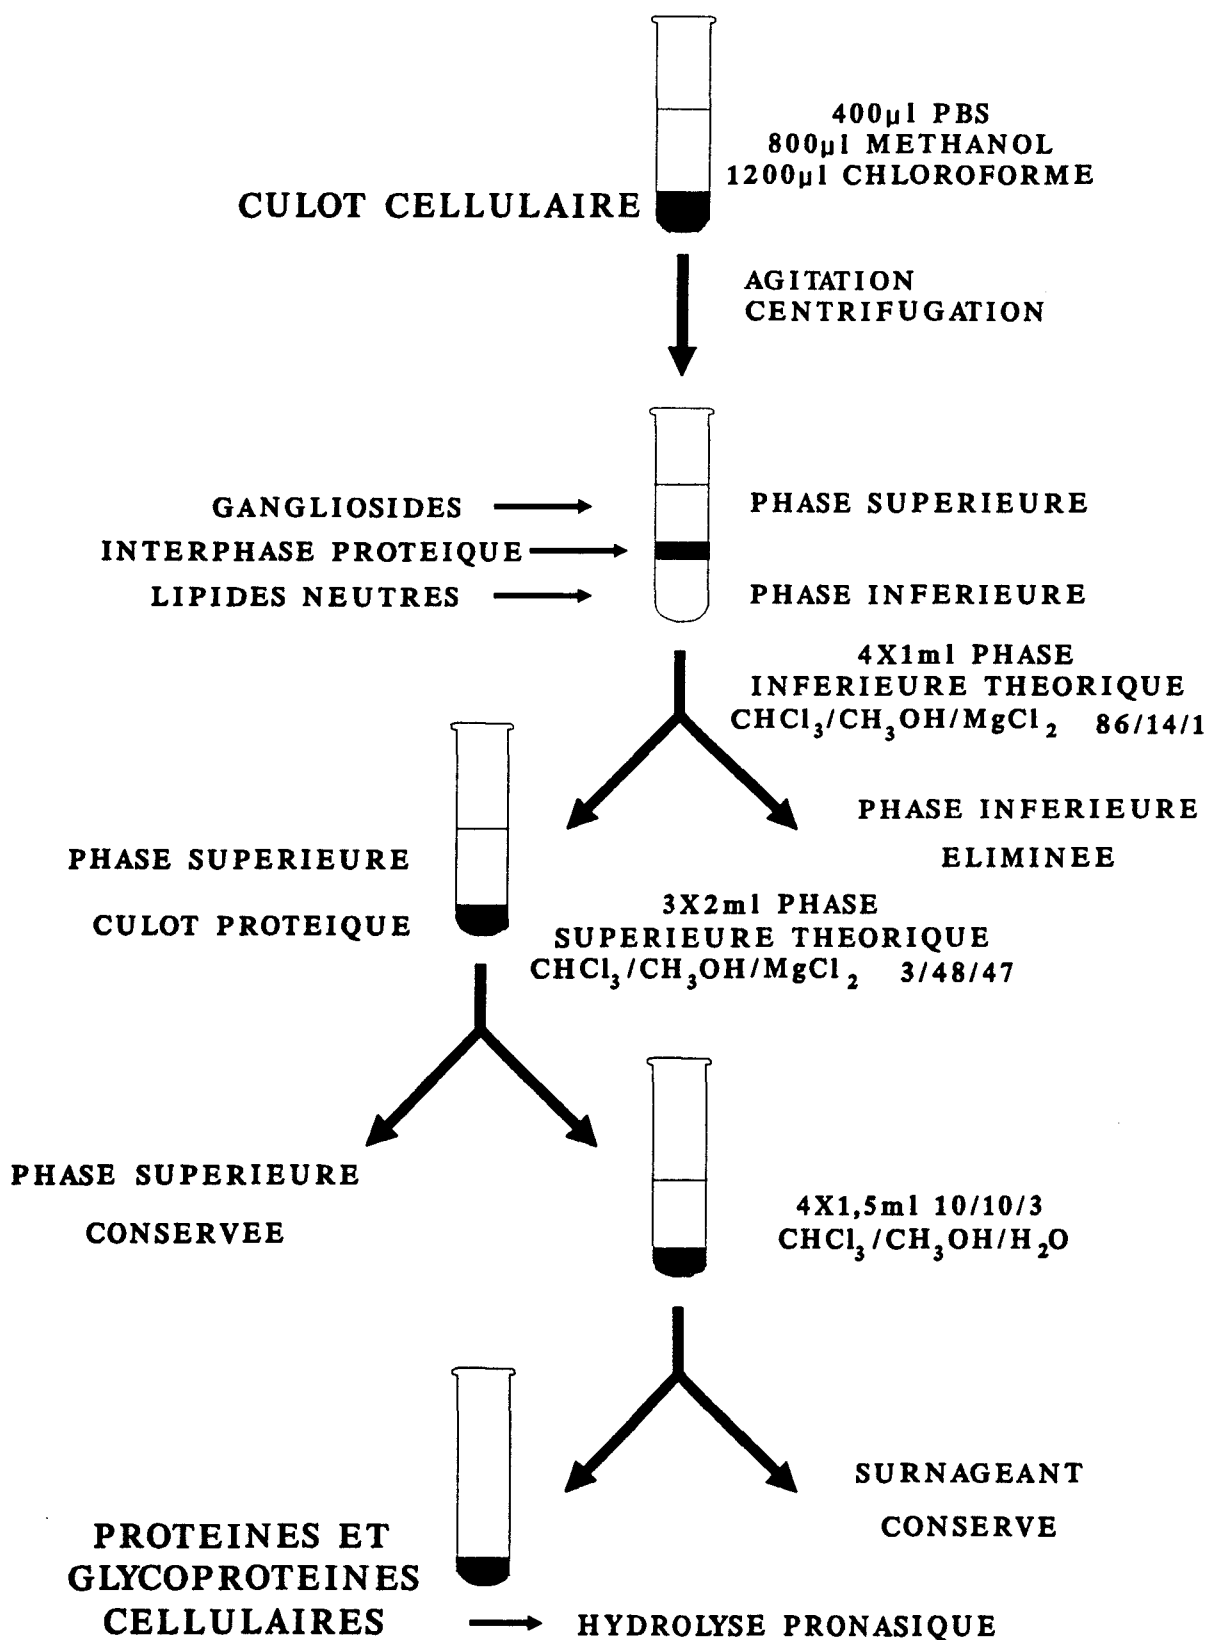 400µl PBS
800µl METHANOL
1200µl CHLOROFORME
CULOT CELLULAIRE
AGITATION
CENTRIFUGATION
GANGLIOSIDES
PHASE SUPERIEURE
INTERPHASE PROTEIQUE
LIPIDES NEUTRES
PHASE INFERIEURE
4X1ml PHASE
INFERIEURE THEORIQUE
CHCl₃/CH₃OH/MgCl₂ 86/14/1
PHASE INFERIEURE
ELIMINEE
PHASE SUPERIEURE
CULOT PROTEIQUE
3X2ml PHASE
SUPERIEURE THEORIQUE
CHCl₃/CH₃OH/MgCl₂ 3/48/47
PHASE SUPERIEURE
CONSERVEE
4X1,5ml 10/10/3
CHCl₃/CH₃OH/H₂O
SURNAGEANT
CONSERVE
PROTEINES ET
GLYCOPROTEINES
CELLULAIRES
HYDROLYSE PRONASIQUE